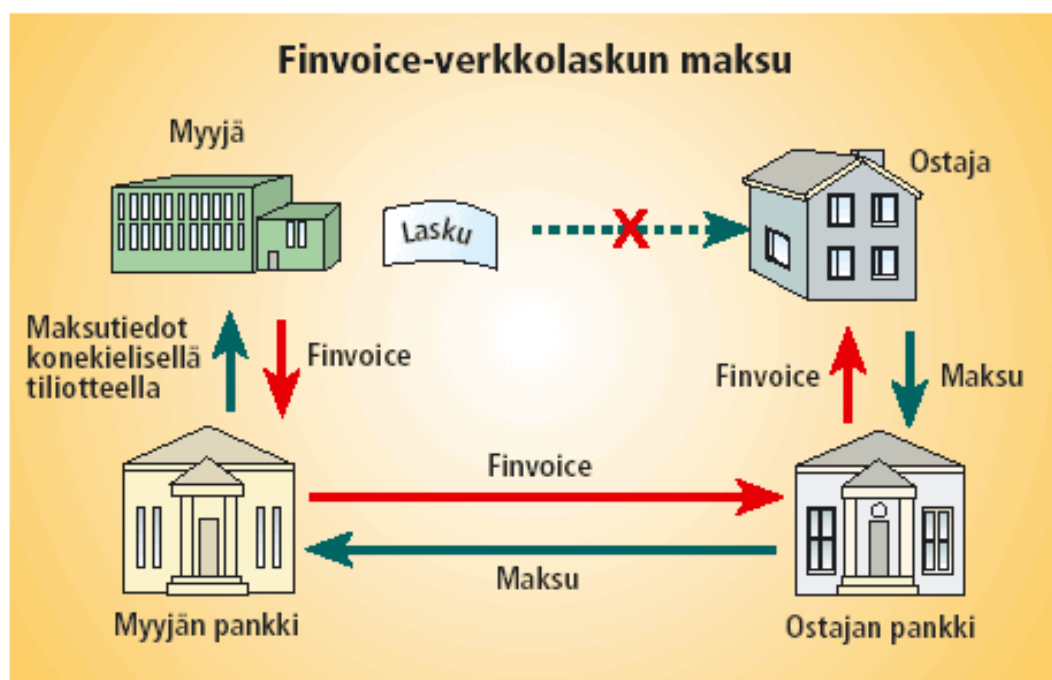 Finvoice-verkkolaskun maksu
Myyjä
Ostaja
Lasku
X
Maksutiedot
konekielisellä
tiliotteella
Finvoice
Finvoice
Maksu
Finvoice
Maksu
Myyjän pankki
Ostajan pankki